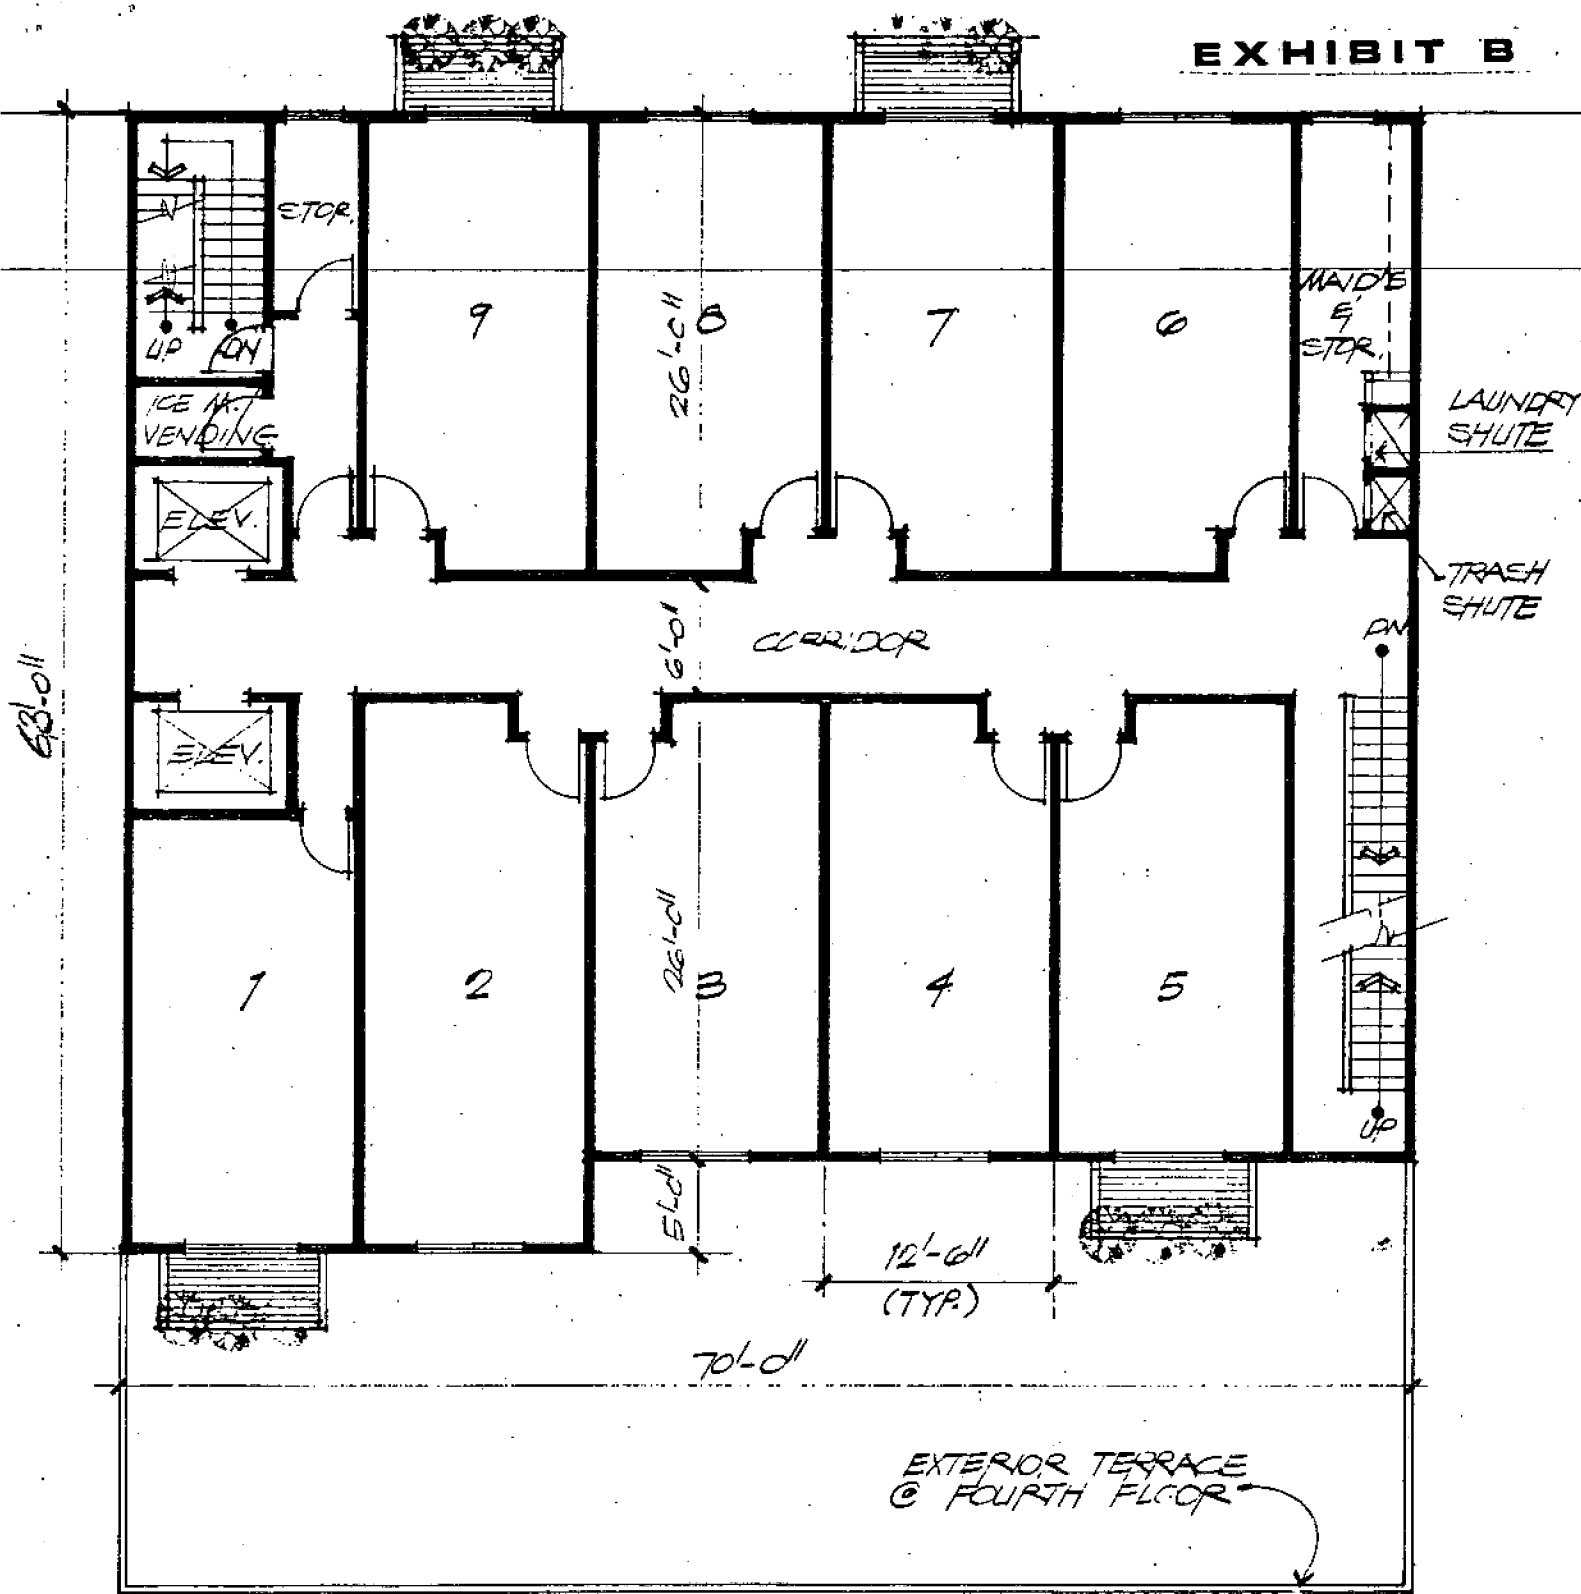 EXHIBIT B
STOR.
9
8
7
6
26'-0"
MAID'S
&
STOR.
UP
DN
ICE M./
VENDING
LAUNDRY
SHUTE
ELEV.
TRASH
SHUTE
63'-0"
6'-0"
CORRIDOR
DN
ELEV.
1
2
26'-0"
3
4
5
UP
5'-0"
12'-6"
(TYP.)
70'-0"
EXTERIOR TERRACE
@ FOURTH FLOOR